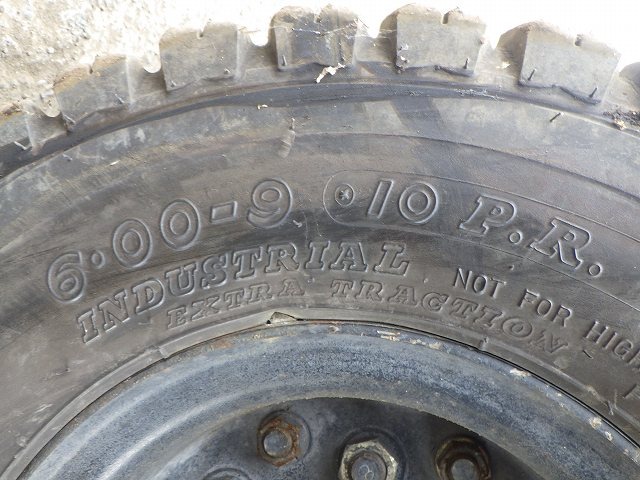 6·00-9 10 P.R.
INDUSTRIAL
EXTRA TRACTION
NOT FOR HIGH